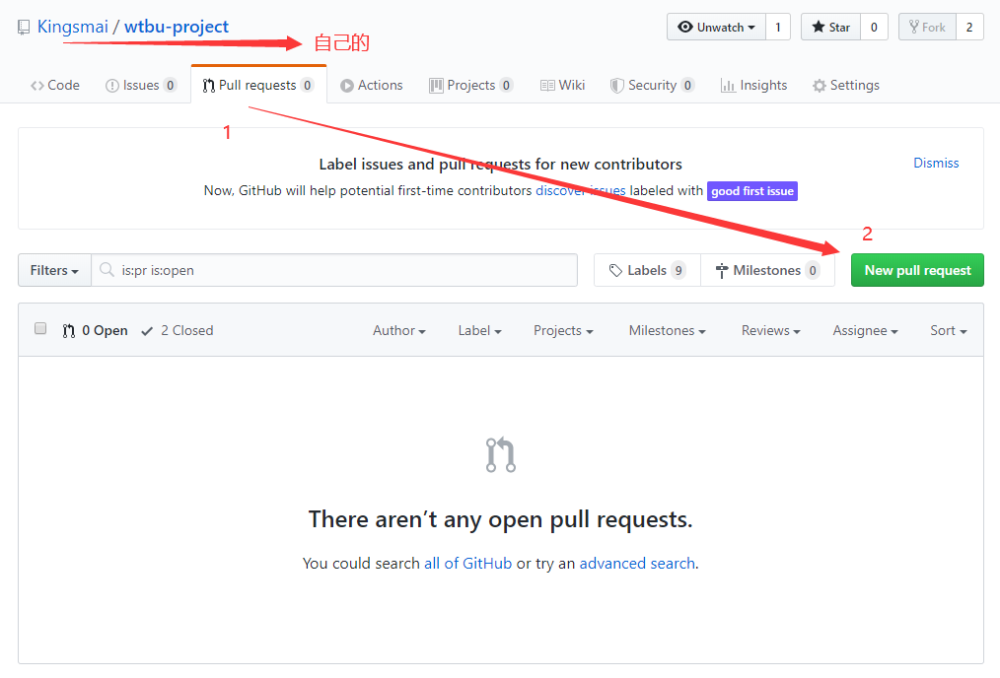 Kingsmai / wtbu-project
自己的
Unwatch 1 Star 0 Fork 2
Code Issues 0 Pull requests 0 Actions Projects 0 Wiki Security 0 Insights Settings
1
Label issues and pull requests for new contributors
Dismiss
Now, GitHub will help potential first-time contributors discover issues labeled with good first issue
2
Filters is:pr is:open Labels 9 Milestones 0 New pull request
0 Open 2 Closed Author Label Projects Milestones Reviews Assignee Sort
There aren’t any open pull requests.
You could search all of GitHub or try an advanced search.